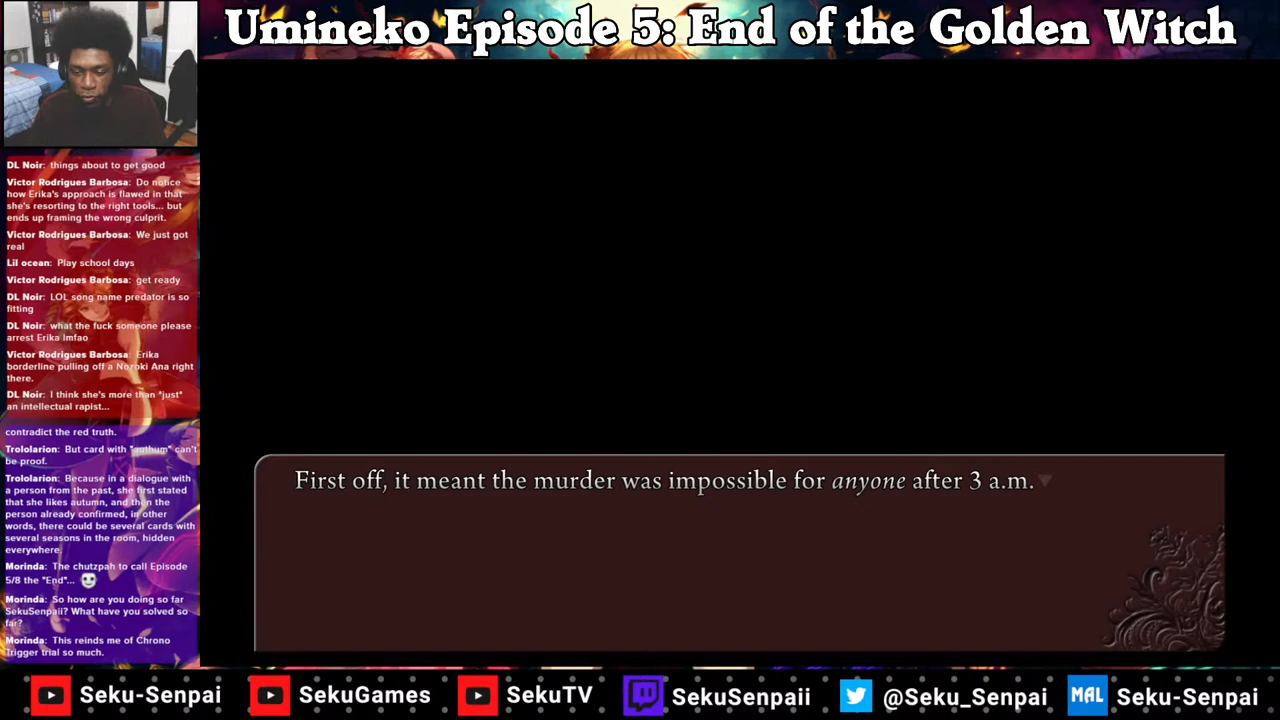 Umineko Episode 5: End of the Golden Witch
DL Noir: things about to get good
Victor Rodrigues Barbosa: Do notice
how Erika's approach is flawed in that
she's resorting to the right tools... but
ends up framing the wrong culprit.
Victor Rodrigues Barbosa: We just got
real
Lil ocean: Play school days
Victor Rodrigues Barbosa: get ready
DL Noir: LOL song name predator is so
fitting
DL Noir: what the fuck someone please
arrest Erika lmfao
Victor Rodrigues Barbosa: Erika
borderline pulling off a Nozoki Ana right
there.
DL Noir: I think she's more than *just*
an intellectual rapist...
contradict the red truth.
Trololarion: But card with "authum" can't
be proof.
Trololarion: Because in a dialogue with
a person from the past, she first stated
that she likes autumn, and then the
person already confirmed, in other
words, there could be several cards with
several seasons in the room, hidden
everywhere.
Morinda: The chutzpah to call Episode
5/8 the "End"...
Morinda: So how are you doing so far
SekuSenpaii? What have you solved so
far?
Morinda: This reinds me of Chrono
Trigger trial so much.
First off, it meant the murder was impossible for anyone after 3 a.m.
Seku-Senpai
SekuGames
SekuTV
SekuSenpaii
@Seku_Senpai
MAL
Seku-Senpai